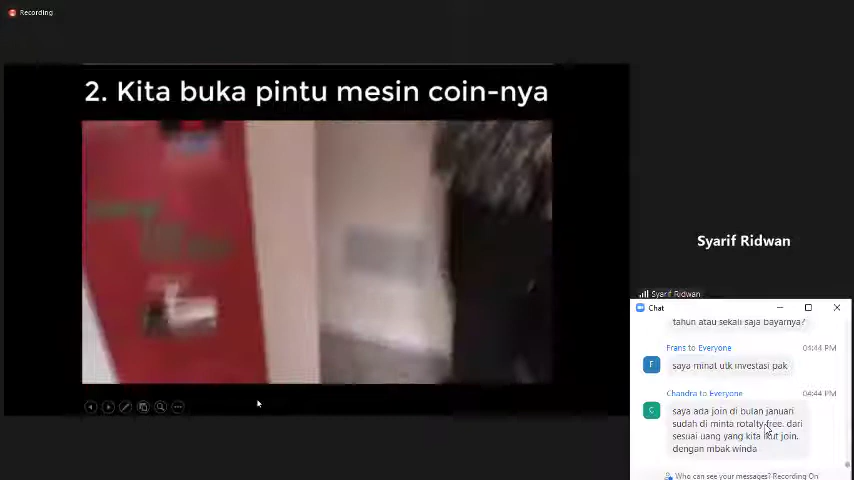 Recording
2. Kita buka pintu mesin coin-nya
Syarif Ridwan
Syarif Ridwan
Chat
tahun atau sekali saja bayarnya?
Frans to Everyone 04:44 PM
F
saya minat utk investasi pak
Chandra to Everyone 04:44 PM
C
saya ada join di bulan januari
sudah di minta rotalty free. dari
sesuai uang yang kita ikut join.
dengan mbak winda
Who can see your messages? Recording On